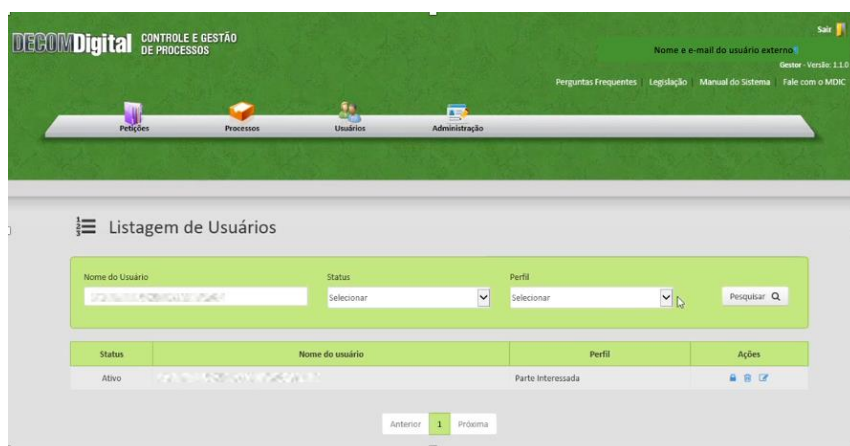 DECOMDigital CONTROLE E GESTÃO
DE PROCESSOS
Sair
Nome e e-mail do usuário externo
Gestor - Versão: 1.1.0
Perguntas Frequentes Legislação Manual do Sistema Fale com o MDIC
Petições Processos Usuários Administração
Listagem de Usuários
Nome do Usuário Status Perfil
Selecionar Selecionar Pesquisar
Status Nome do usuário Perfil Ações
Ativo Parte Interessada
Anterior 1 Próxima